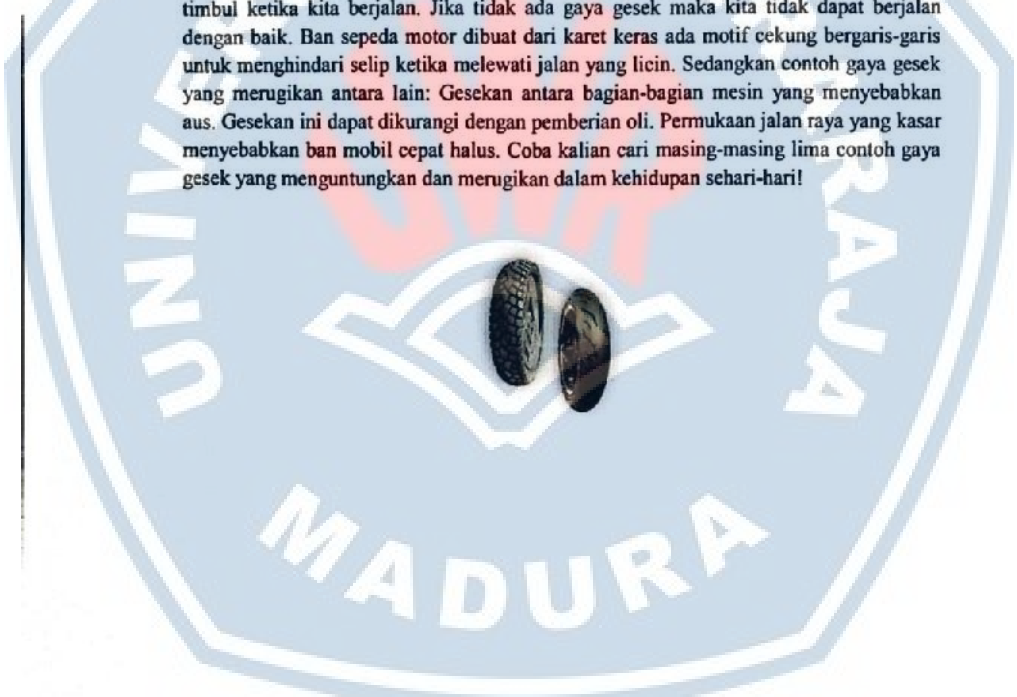 timbul ketika kita berjalan. Jika tidak ada gaya gesek maka kita tidak dapat berjalan
dengan baik. Ban sepeda motor dibuat dari karet keras ada motif cekung bergaris-garis
untuk menghindari selip ketika melewati jalan yang licin. Sedangkan contoh gaya gesek
yang merugikan antara lain: Gesekan antara bagian-bagian mesin yang menyebabkan
aus. Gesekan ini dapat dikurangi dengan pemberian oli. Permukaan jalan raya yang kasar
menyebabkan ban mobil cepat halus. Coba kalian cari masing-masing lima contoh gaya
gesek yang menguntungkan dan merugikan dalam kehidupan sehari-hari!
UWR
MADURA